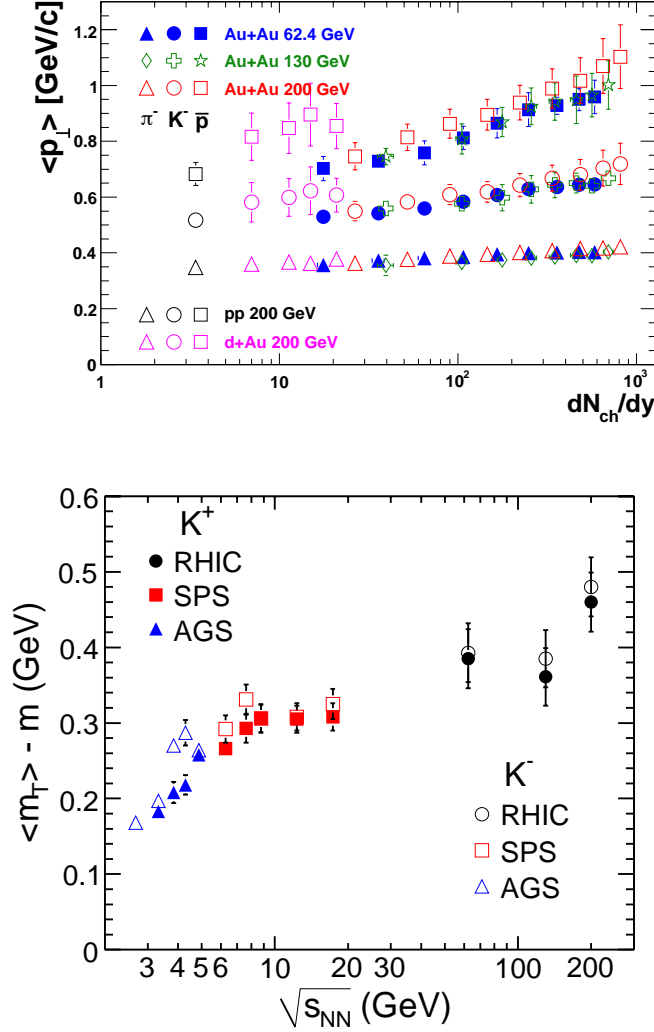 <p⊥> [GeV/c]
1.2
1
0.8
0.6
0.4
0.2
0
Au+Au 62.4 GeV
Au+Au 130 GeV
Au+Au 200 GeV
π⁻ K⁻ p̅
pp 200 GeV
d+Au 200 GeV
1 10 10² 10³
dN_ch/dy
<m_T> - m (GeV)
0.6
0.5
0.4
0.3
0.2
0.1
0
K⁺
RHIC
SPS
AGS
K⁻
RHIC
SPS
AGS
3 4 5 6 10 20 30 100 200
√s_NN (GeV)